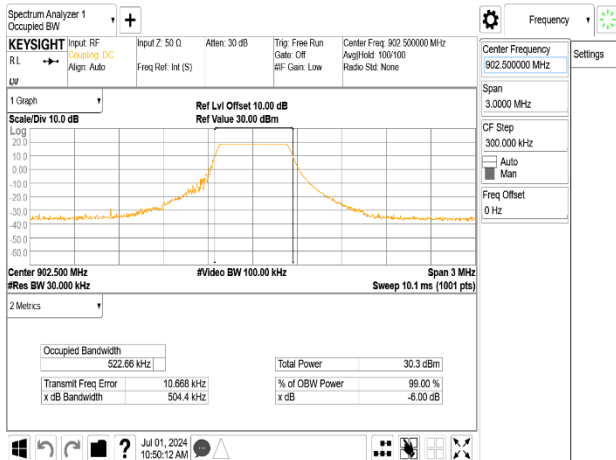 Spectrum Analyzer 1
Occupied BW
+
Frequency
KEYSIGHT
RL
LXI
Input: RF
Coupling: DC
Align: Auto
Input Z: 50 Ω
Freq Ref: Int (S)
Atten: 30 dB
Trig: Free Run
Gate: Off
#IF Gain: Low
Center Freq: 902.500000 MHz
Avg|Hold: 100/100
Radio Std: None
Center Frequency
902.500000 MHz
Settings
Span
3.0000 MHz
CF Step
300.000 kHz
Auto
Man
Freq Offset
0 Hz
1 Graph
Scale/Div 10.0 dB
Ref Lvl Offset 10.00 dB
Ref Value 30.00 dBm
Log
20.0
10.0
0.00
-10.0
-20.0
-30.0
-40.0
-50.0
-60.0
Center 902.500 MHz
#Video BW 100.00 kHz
Span 3 MHz
#Res BW 30.000 kHz
Sweep 10.1 ms (1001 pts)
2 Metrics
Occupied Bandwidth
522.66 kHz
Total Power 30.3 dBm
Transmit Freq Error 10.668 kHz
% of OBW Power 99.00 %
x dB Bandwidth 504.4 kHz
x dB -6.00 dB
?
Jul 01, 2024
10:50:12 AM